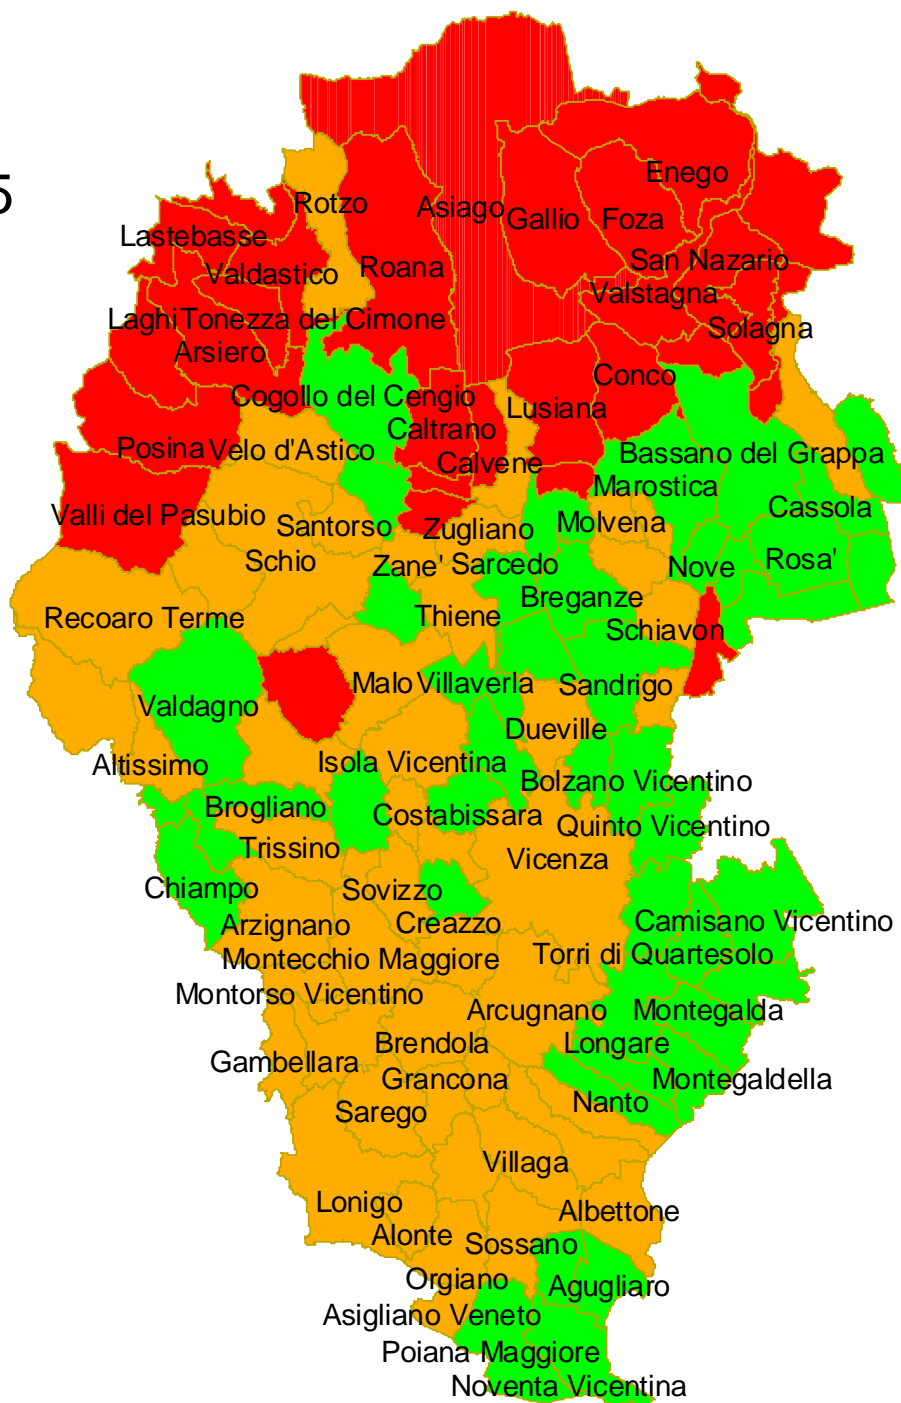 5
Enego
Rotzo
Asiago
Gallio
Foza
Lastebasse
Valdastico
Roana
San Nazario
Valstagna
Laghi
Tonezza del Cimone
Solagna
Arsiero
Conco
Cogollo del Cengio
Lusiana
Caltrano
Posina
Velo d'Astico
Calvene
Bassano del Grappa
Marostica
Valli del Pasubio
Santorso
Zugliano
Molvena
Cassola
Schio
Zane'
Sarcedo
Nove
Rosa'
Breganze
Recoaro Terme
Thiene
Schiavon
Malo
Villaverla
Sandrigo
Valdagno
Dueville
Altissimo
Isola Vicentina
Bolzano Vicentino
Brogliano
Costabissara
Quinto Vicentino
Trissino
Vicenza
Chiampo
Sovizzo
Arzignano
Creazzo
Camisano Vicentino
Montecchio Maggiore
Torri di Quartesolo
Montorso Vicentino
Arcugnano
Montegalda
Brendola
Longare
Gambellara
Grancona
Montegaldella
Sarego
Nanto
Villaga
Lonigo
Albettone
Alonte
Sossano
Orgiano
Agugliaro
Asigliano Veneto
Poiana Maggiore
Noventa Vicentina